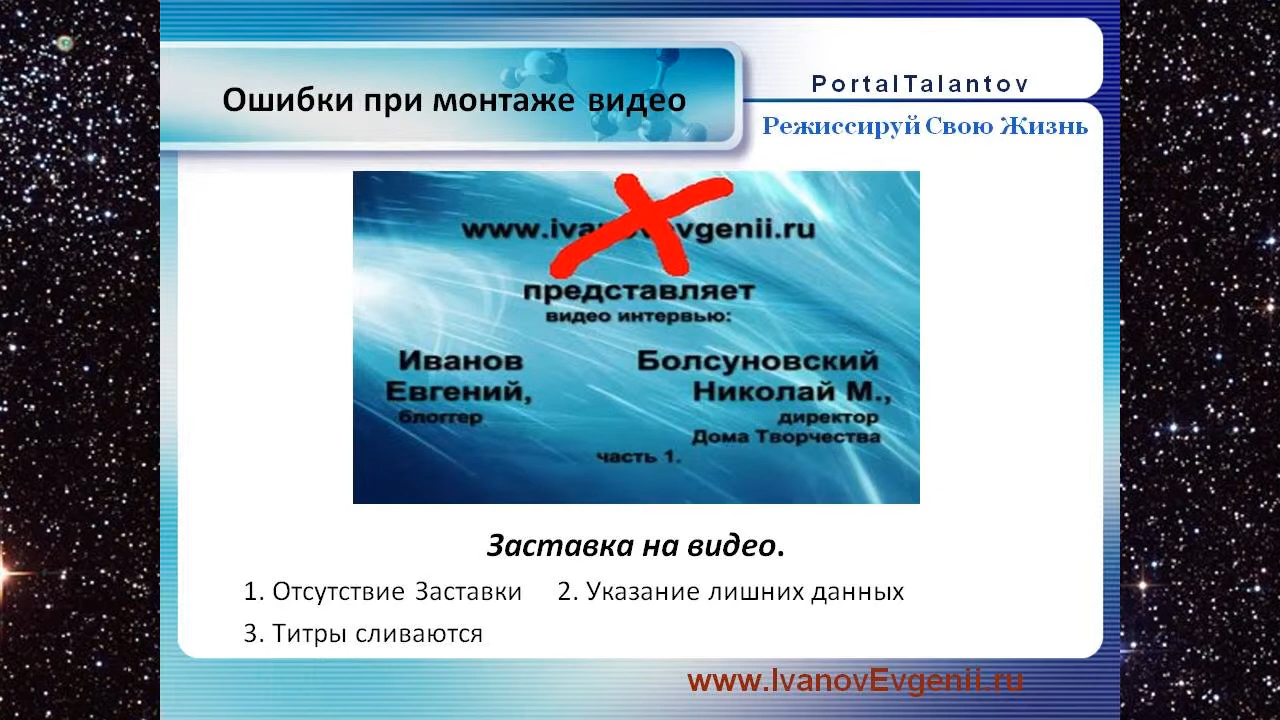 Ошибки при монтаже видео
PortalTalantov
Режиссируй Свою Жизнь
www.ivanovevgenii.ru
представляет
видео интервью:
Иванов Болсуновский
Евгений, Николай М.,
блоггер директор
Дома Творчества
часть 1.
Заставка на видео.
1. Отсутствие Заставки 2. Указание лишних данных
3. Титры сливаются
www.IvanovEvgenii.ru